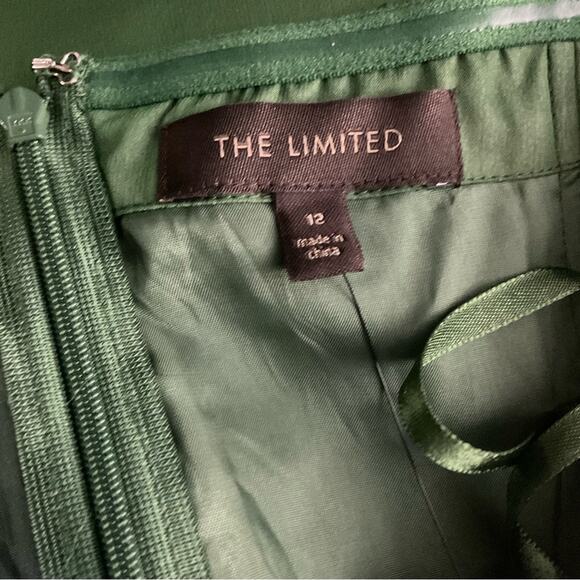 THE LIMITED
12
made in
china